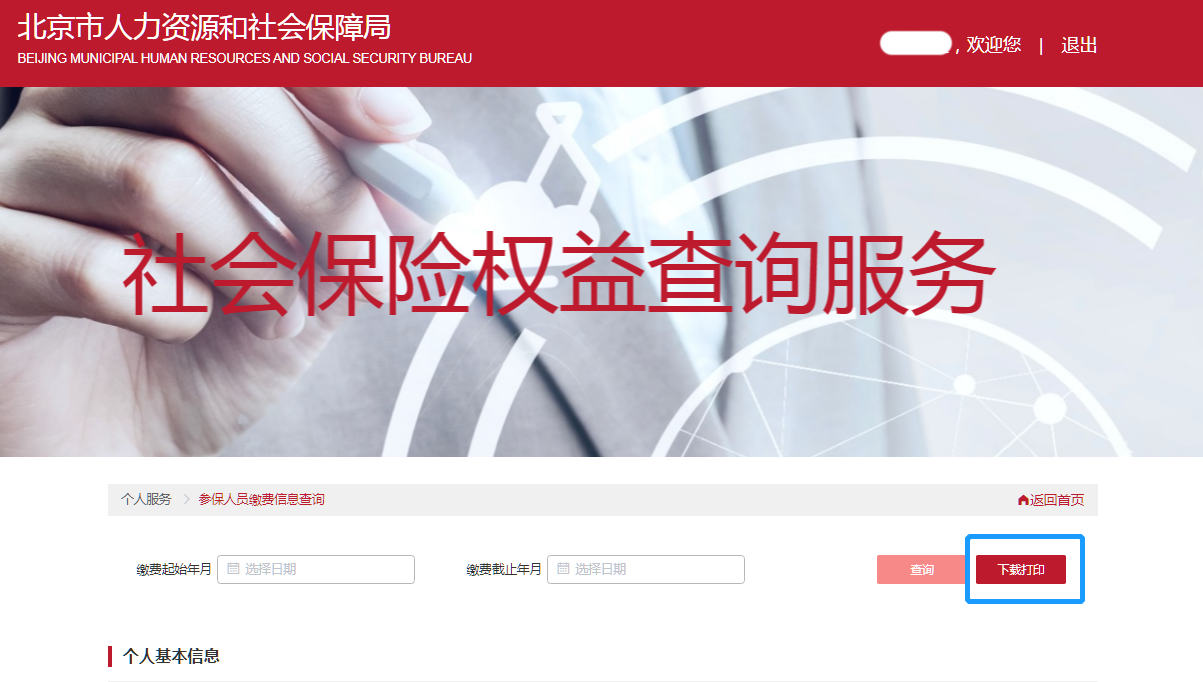 北京市人力资源和社会保障局
BEIJING MUNICIPAL HUMAN RESOURCES AND SOCIAL SECURITY BUREAU
，欢迎您 | 退出
社会保险权益查询服务
个人服务 > 参保人员缴费信息查询 返回首页
缴费起始年月 选择日期 缴费截止年月 选择日期 查询 下载打印
个人基本信息